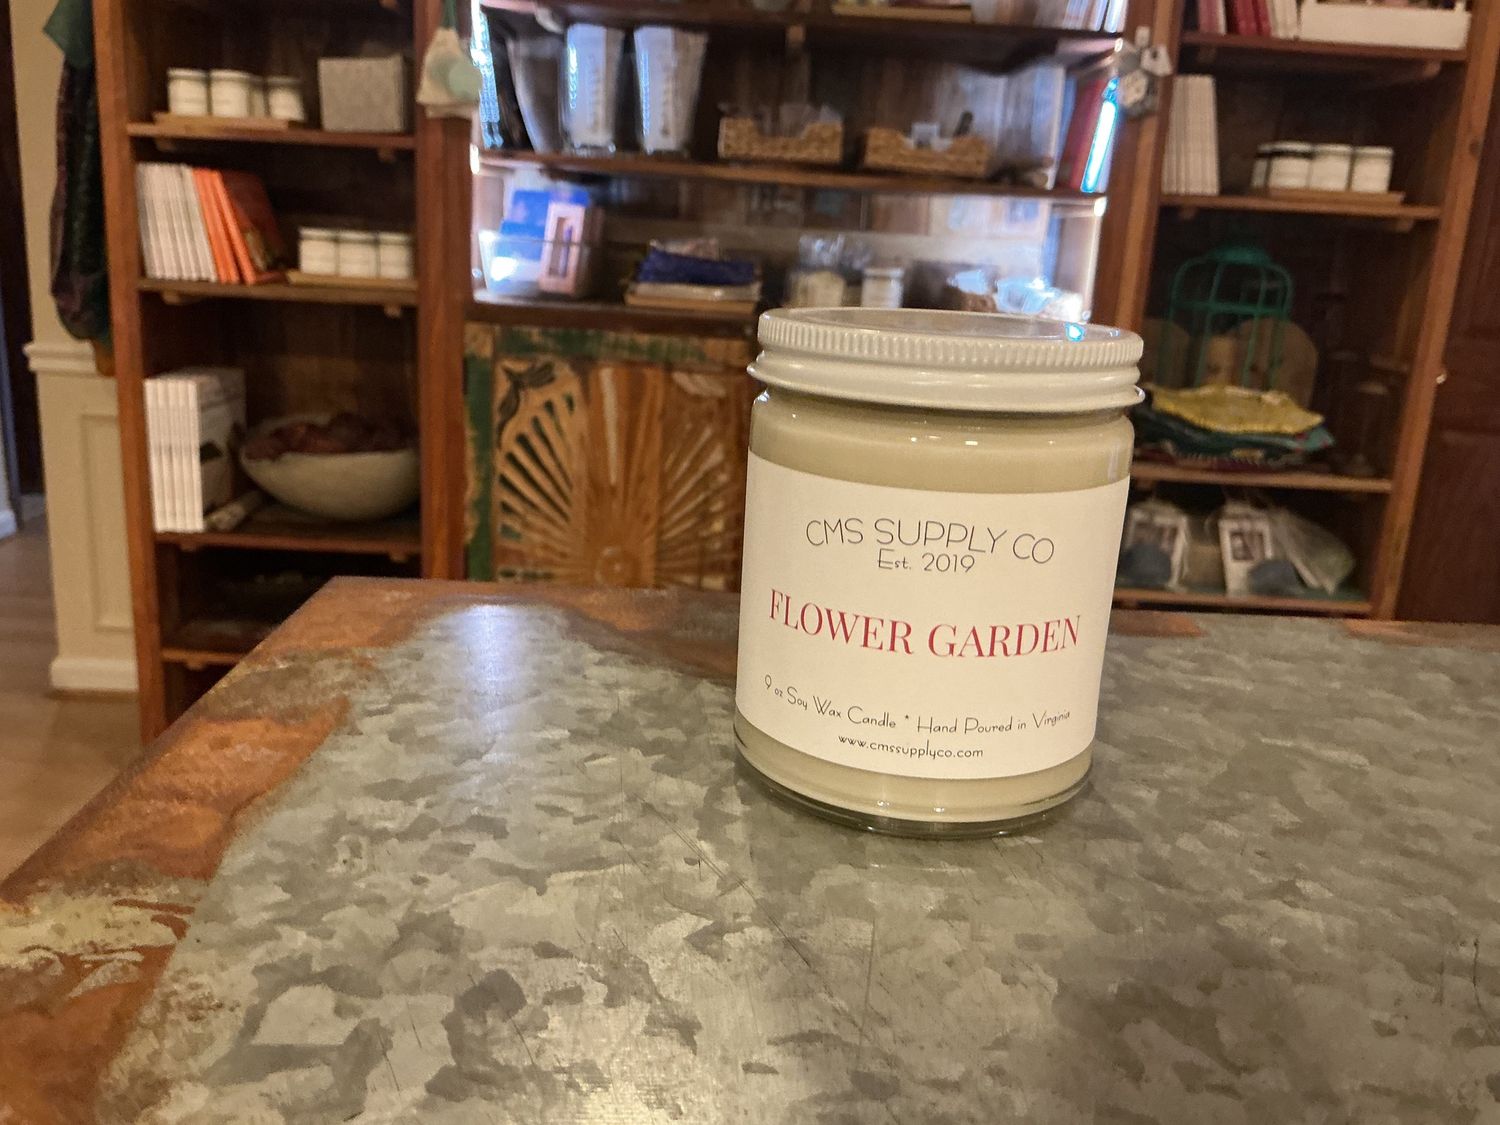 CMS SUPPLY CO
Est. 2019
FLOWER GARDEN
9 oz Soy Wax Candle * Hand Poured in Virginia
www.cmssupplyco.com